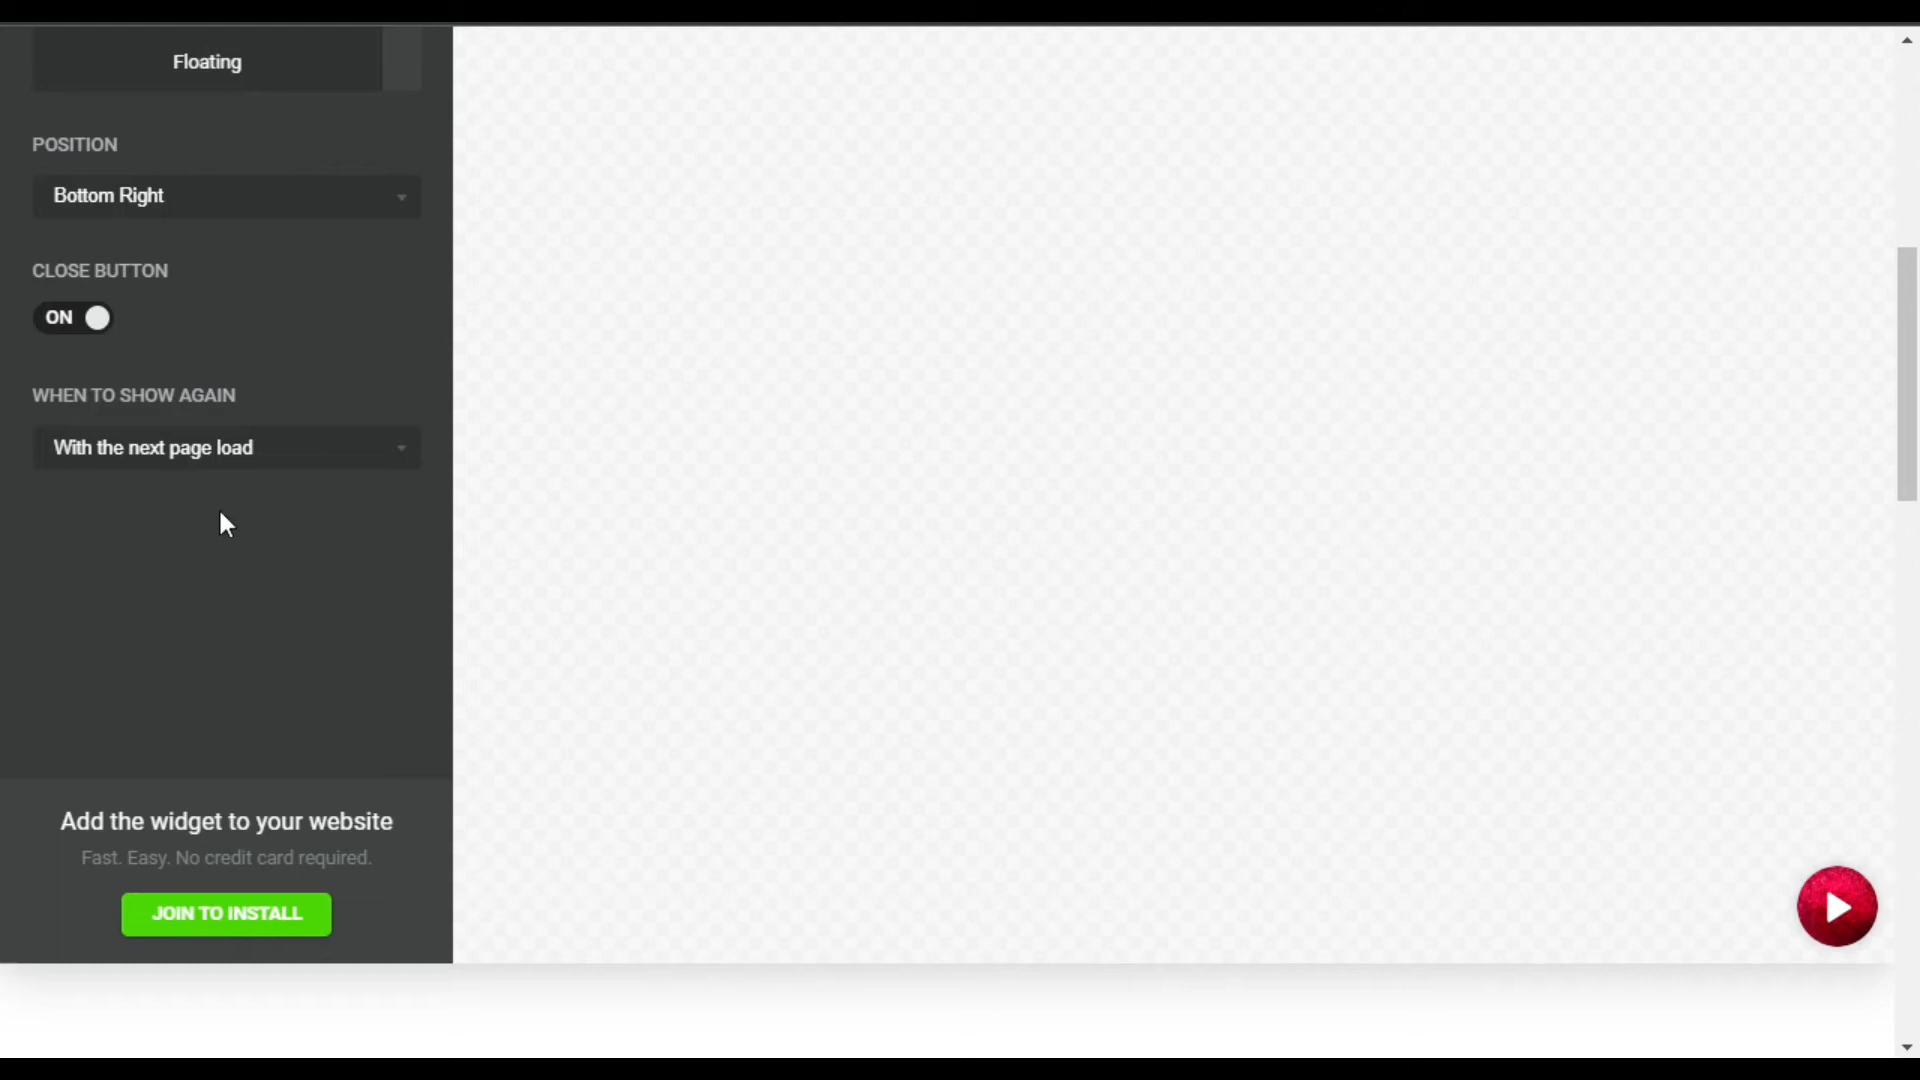 Floating
POSITION
Bottom Right
CLOSE BUTTON
ON
WHEN TO SHOW AGAIN
With the next page load
Add the widget to your website
Fast. Easy. No credit card required.
JOIN TO INSTALL